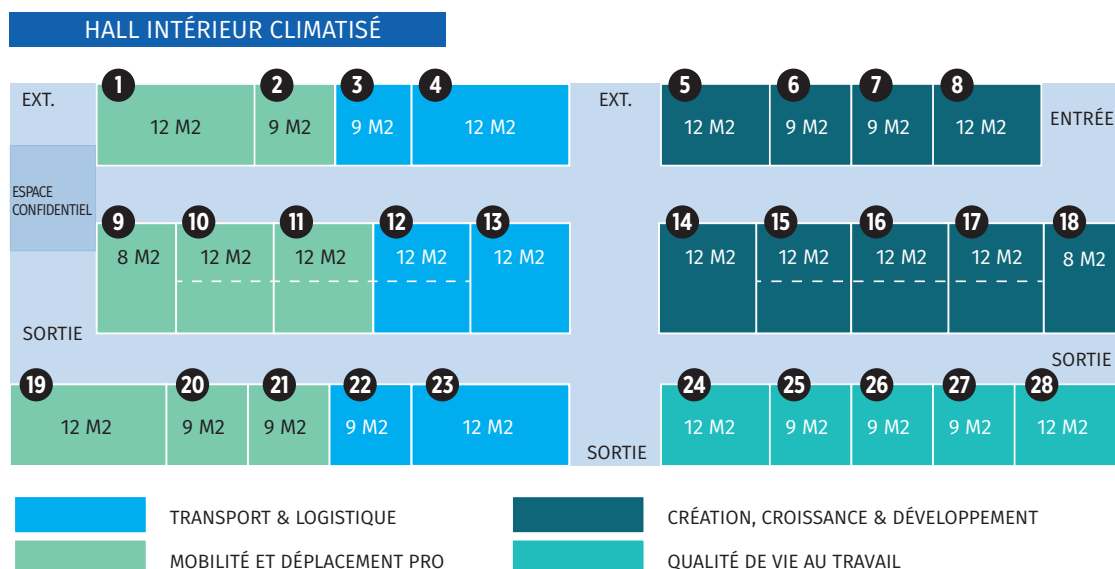 HALL INTÉRIEUR CLIMATISÉ
1 2 3 4 5 6 7 8
EXT. EXT. ENTRÉE
12 M2 9 M2 9 M2 12 M2 12 M2 9 M2 9 M2 12 M2
ESPACE
CONFIDENTIEL
9 10 11 12 13 14 15 16 17 18
8 M2 12 M2 12 M2 12 M2 12 M2 12 M2 12 M2 12 M2 12 M2 8 M2
SORTIE
SORTIE
19 20 21 22 23 24 25 26 27 28
12 M2 9 M2 9 M2 9 M2 12 M2 12 M2 9 M2 9 M2 9 M2 12 M2
SORTIE
TRANSPORT & LOGISTIQUE
CRÉATION, CROISSANCE & DÉVELOPPEMENT
MOBILITÉ ET DÉPLACEMENT PRO
QUALITÉ DE VIE AU TRAVAIL